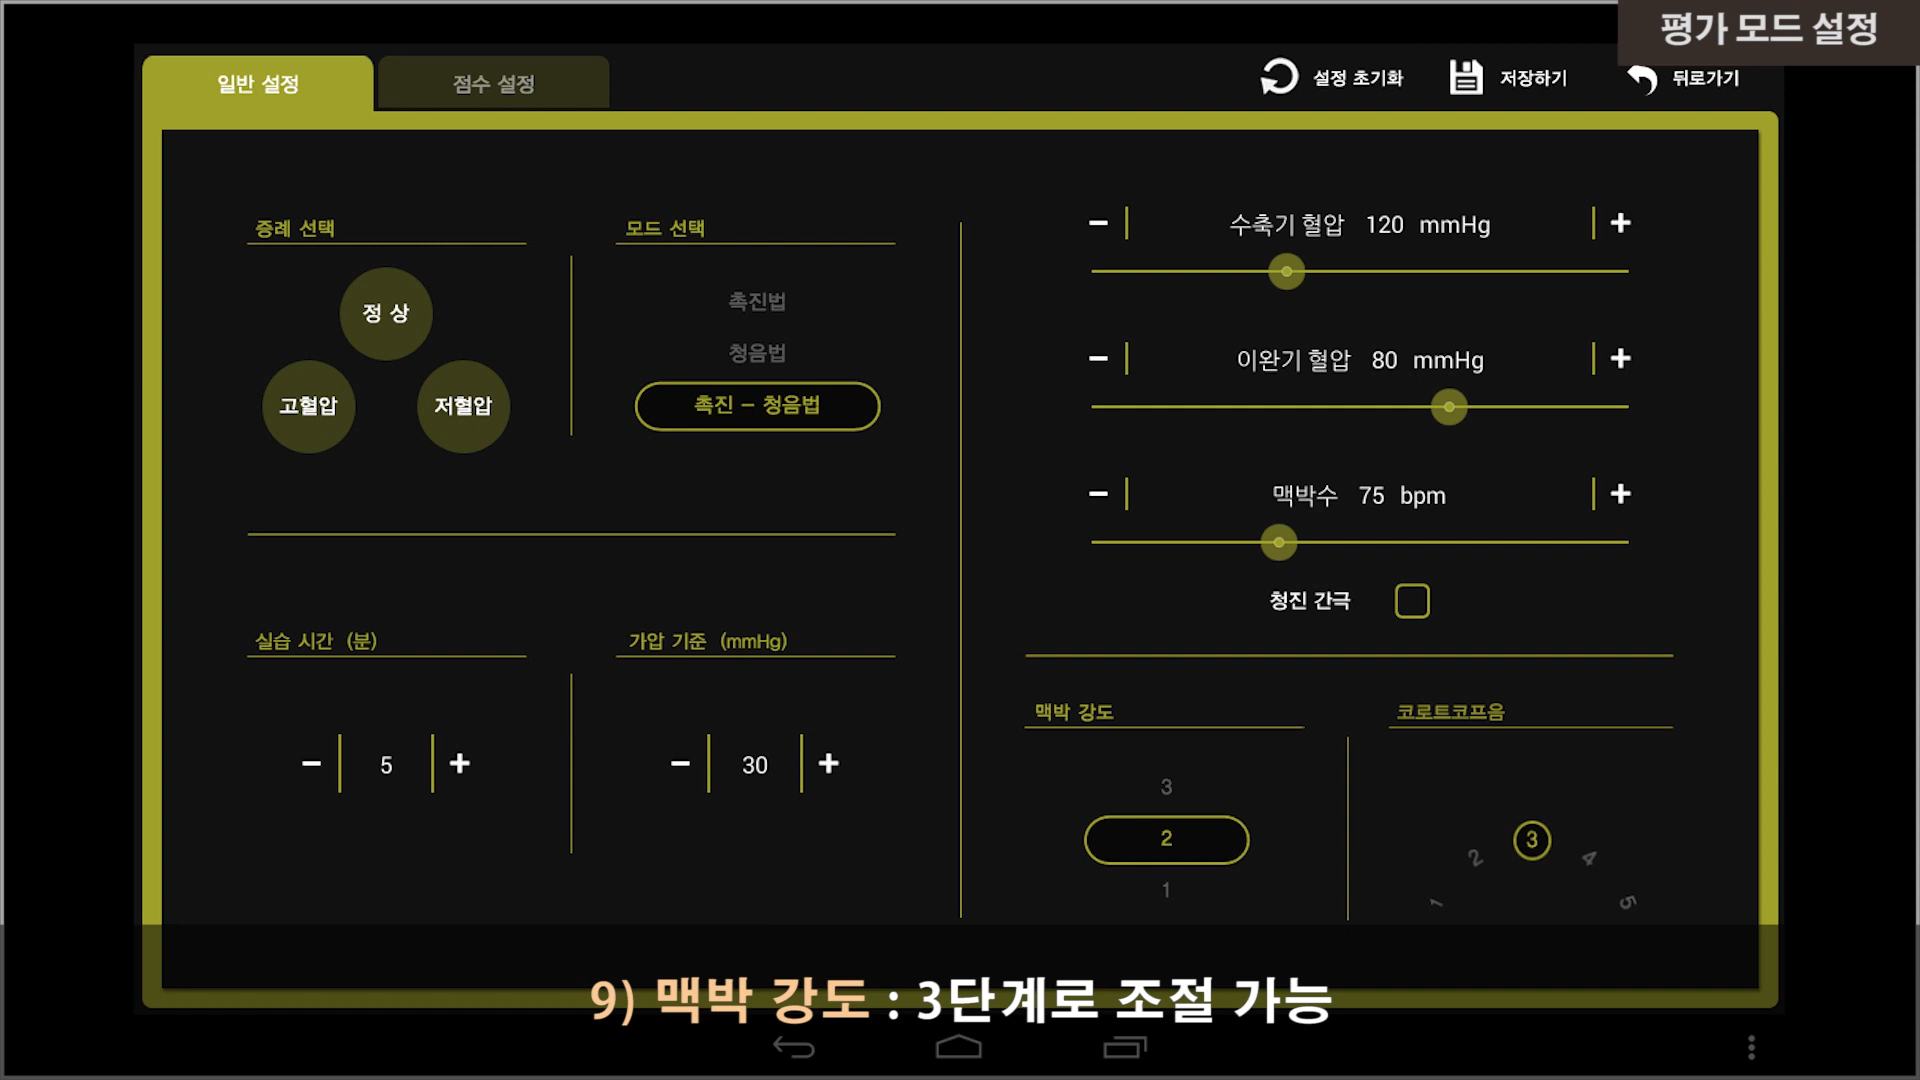 평가 모드 설정
일반 설정
점수 설정
설정 초기화
저장하기
뒤로가기
증례 선택
정 상
고혈압
저혈압
모드 선택
촉진법
청음법
촉진 – 청음법
수축기 혈압 120 mmHg
이완기 혈압 80 mmHg
맥박수 75 bpm
청진 간극
실습 시간 (분)
− 5 +
가압 기준 (mmHg)
− 30 +
맥박 강도
3
2
1
코로트코프음
1 2 3 4 5
9) 맥박 강도 : 3단계로 조절 가능